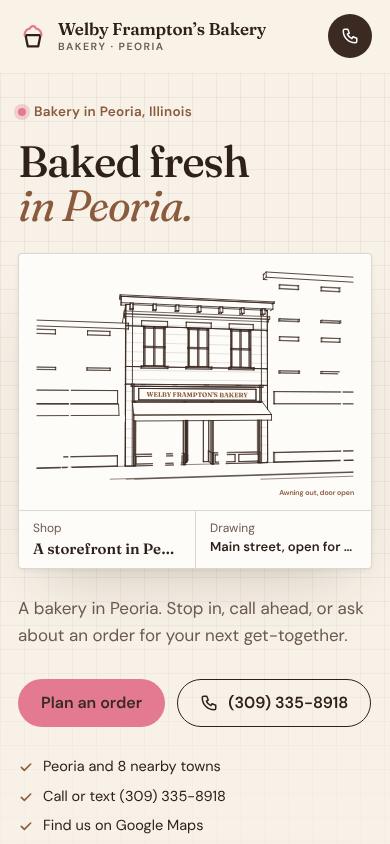 Welby Frampton's Bakery
BAKERY · PEORIA
Bakery in Peoria, Illinois
Baked fresh
in Peoria.
WELBY FRAMPTON'S BAKERY
Awning out, door open
Shop
A storefront in Pe...
Drawing
Main street, open for ...
A bakery in Peoria. Stop in, call ahead, or ask
about an order for your next get-together.
Plan an order
(309) 335-8918
Peoria and 8 nearby towns
Call or text (309) 335-8918
Find us on Google Maps